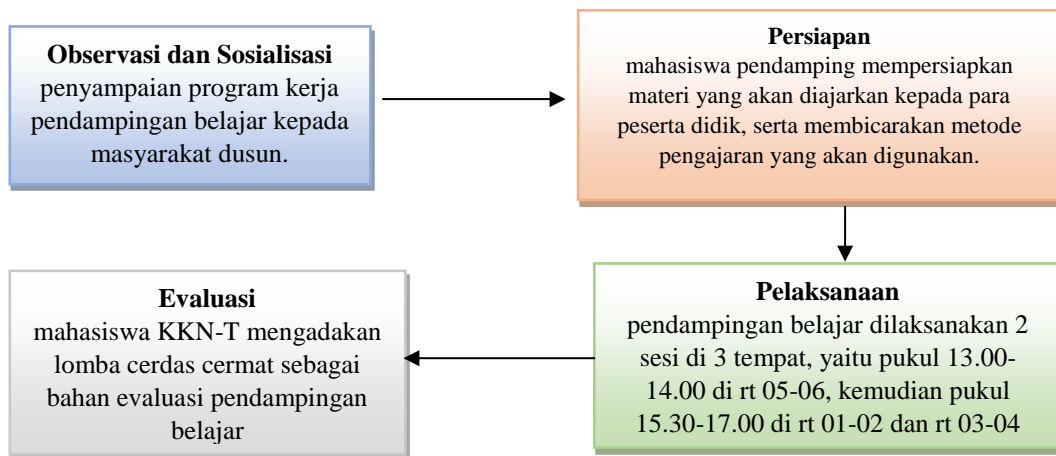 Observasi dan Sosialisasi
penyampaian program kerja
pendampingan belajar kepada
masyarakat dusun.
Persiapan
mahasiswa pendamping mempersiapkan
materi yang akan diajarkan kepada para
peserta didik, serta membicarakan metode
pengajaran yang akan digunakan.
Pelaksanaan
pendampingan belajar dilaksanakan 2
sesi di 3 tempat, yaitu pukul 13.00-
14.00 di rt 05-06, kemudian pukul
15.30-17.00 di rt 01-02 dan rt 03-04
Evaluasi
mahasiswa KKN-T mengadakan
lomba cerdas cermat sebagai
bahan evaluasi pendampingan
belajar